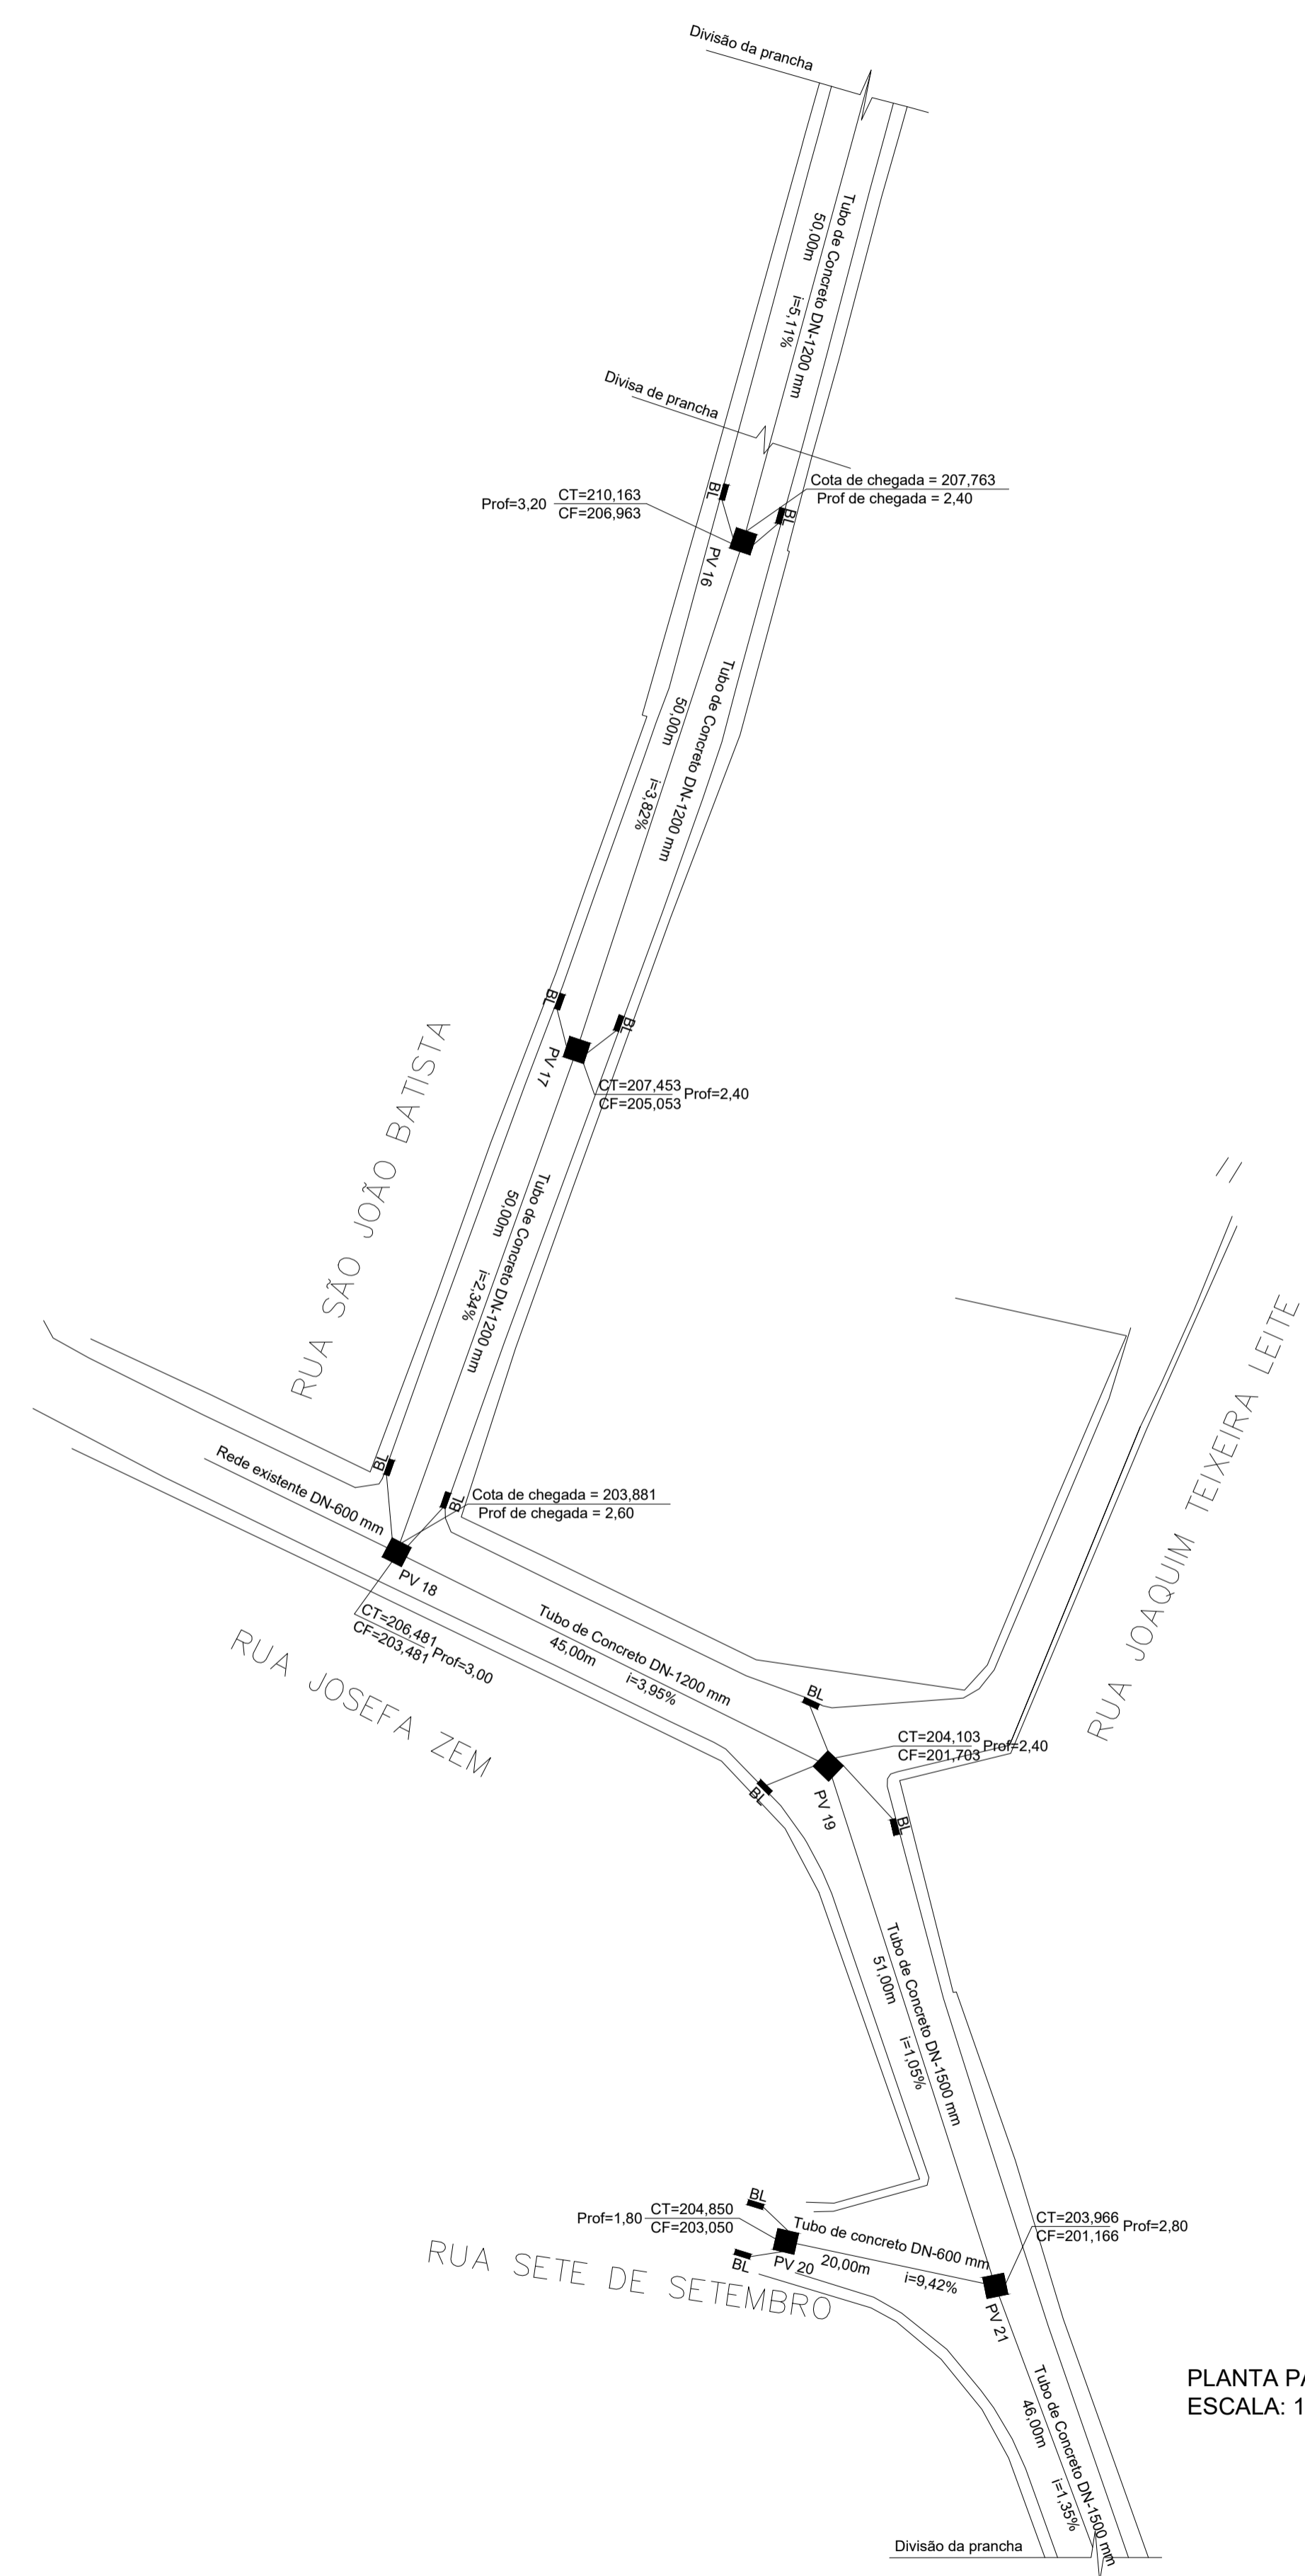 Divisão da prancha
Tubo de Concreto DN-1200 mm
50,00m i=5,11%
Divisa de prancha
Cota de chegada = 207,763
Prof de chegada = 2,40
BL
BL
Prof=3,20
CT=210,163
CF=206,963
PV 16
Tubo de Concreto DN-1200 mm
50,00m i=3,82%
BL
BL
PV 17
CT=207,453
CF=205,053
Prof=2,40
RUA SÃO JOÃO BATISTA
Tubo de Concreto DN-1200 mm
50,00m i=2,34%
RUA JOAQUIM TEIXEIRA LEITE
Rede existente DN-600 mm
BL
BL
Cota de chegada = 203,881
Prof de chegada = 2,60
PV 18
CT=206,481
CF=203,481
Prof=3,00
RUA JOSEFA ZEM
Tubo de Concreto DN-1200 mm
45,00m i=3,95%
BL
CT=204,103
CF=201,703
Prof=2,40
BL
PV 19
BL
Tubo de Concreto DN-1500 mm
51,00m i=1,05%
BL
Prof=1,80
CT=204,850
CF=203,050
Tubo de concreto DN-600 mm
20,00m i=9,42%
BL
PV 20
CT=203,966
CF=201,166
Prof=2,80
RUA SETE DE SETEMBRO
PV 21
PLANTA PA
ESCALA: 1
Tubo de Concreto DN-1500 mm
46,00m i=1,35%
Divisão da prancha